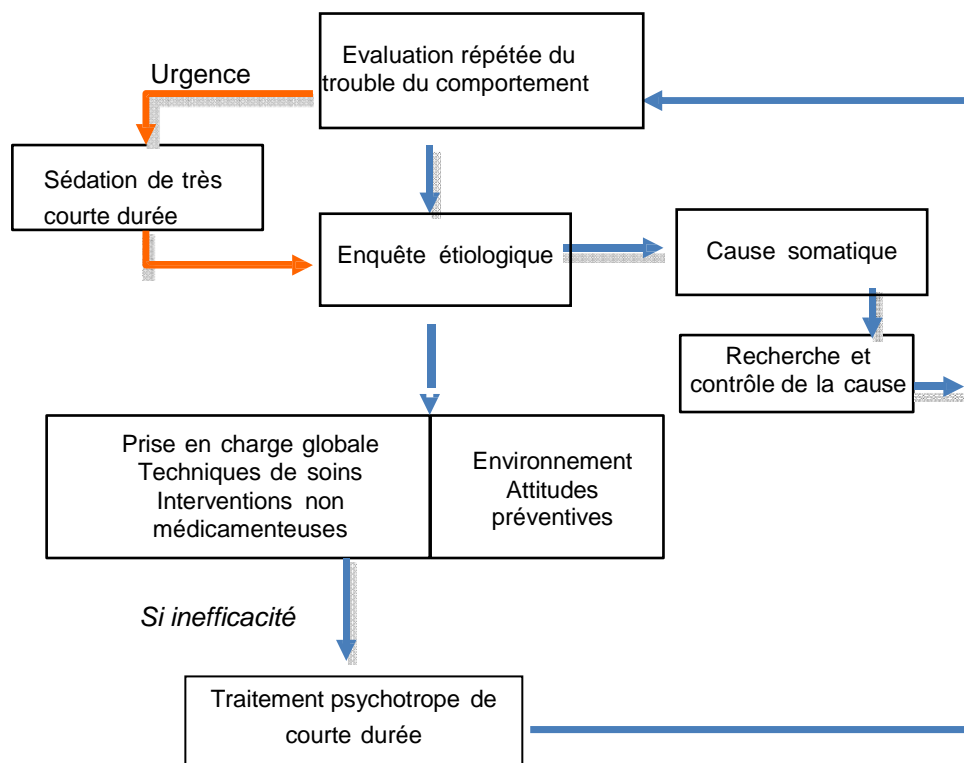 Evaluation répétée du
trouble du comportement
Urgence
Sédation de très
courte durée
Enquête étiologique
Cause somatique
Recherche et
contrôle de la cause
Prise en charge globale
Techniques de soins
Interventions non
médicamenteuses
Environnement
Attitudes
préventives
Si inefficacité
Traitement psychotrope de
courte durée